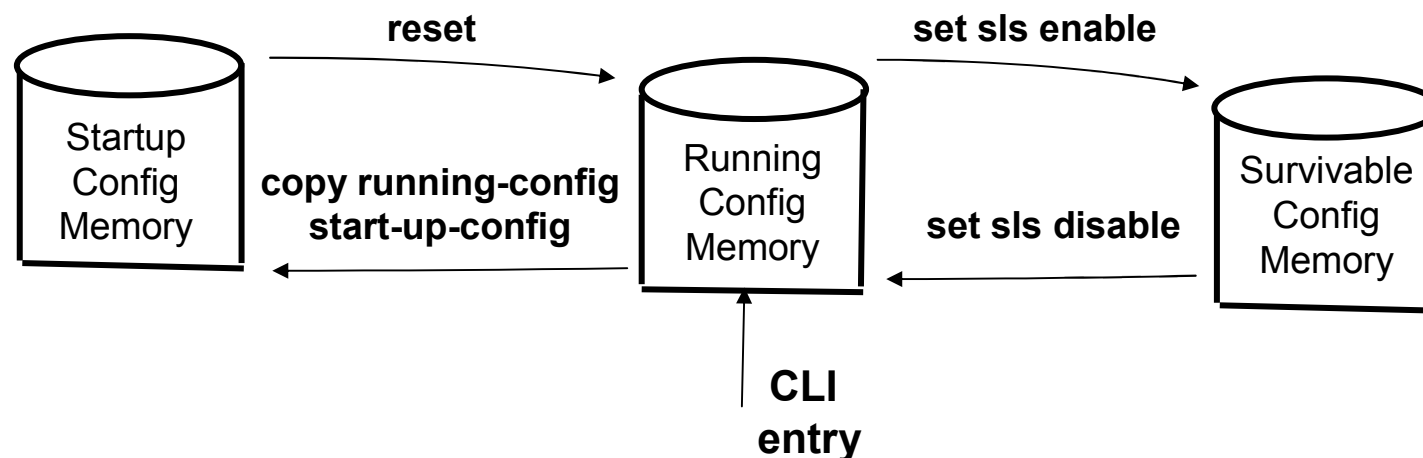 reset
set sls enable
Startup
Config
Memory
copy running-config
start-up-config
Running
Config
Memory
set sls disable
Survivable
Config
Memory
CLI
entry